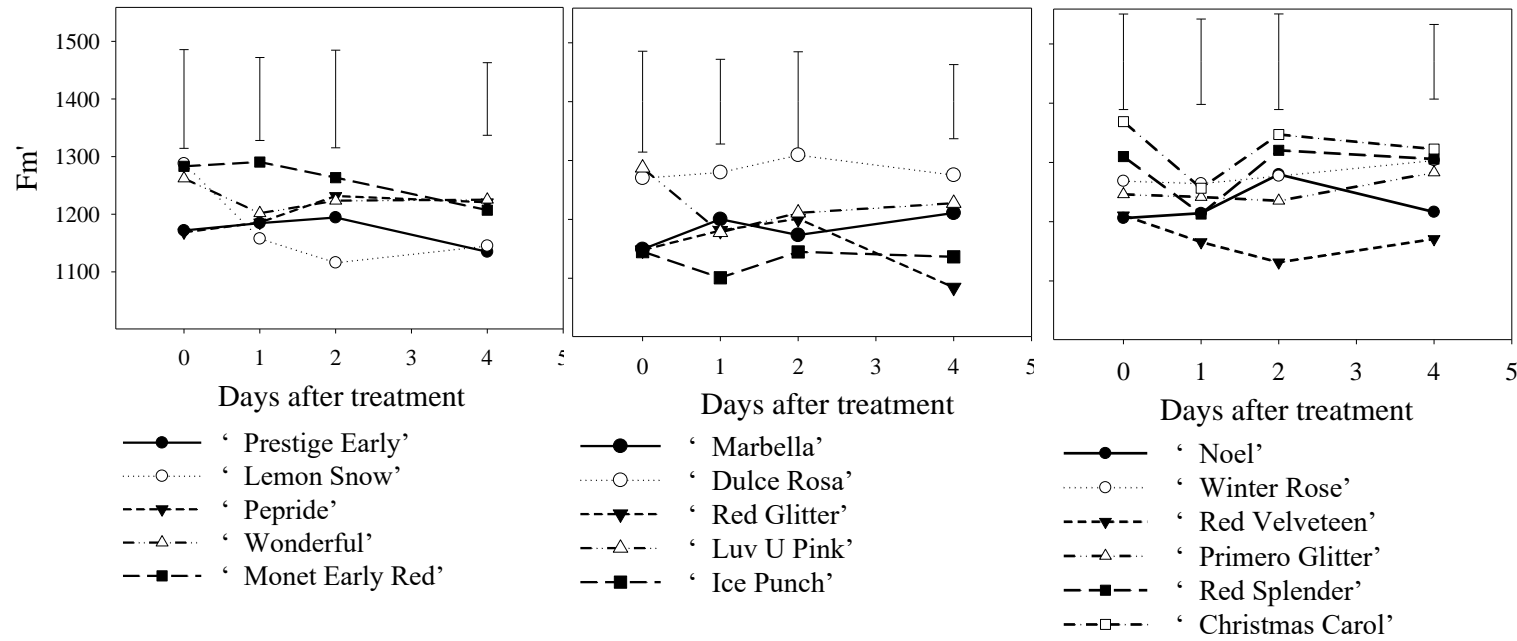 1500
1400
1300
1200
1100
Fm'
0 1 2 3 4 5
Days after treatment
‘ Prestige Early’
‘ Lemon Snow’
‘ Pepride’
‘ Wonderful’
‘ Monet Early Red’
0 1 2 3 4 5
Days after treatment
‘ Marbella’
‘ Dulce Rosa’
‘ Red Glitter’
‘ Luv U Pink’
‘ Ice Punch’
0 1 2 3 4 5
Days after treatment
‘ Noel’
‘ Winter Rose’
‘ Red Velveteen’
‘ Primero Glitter’
‘ Red Splender’
‘ Christmas Carol’